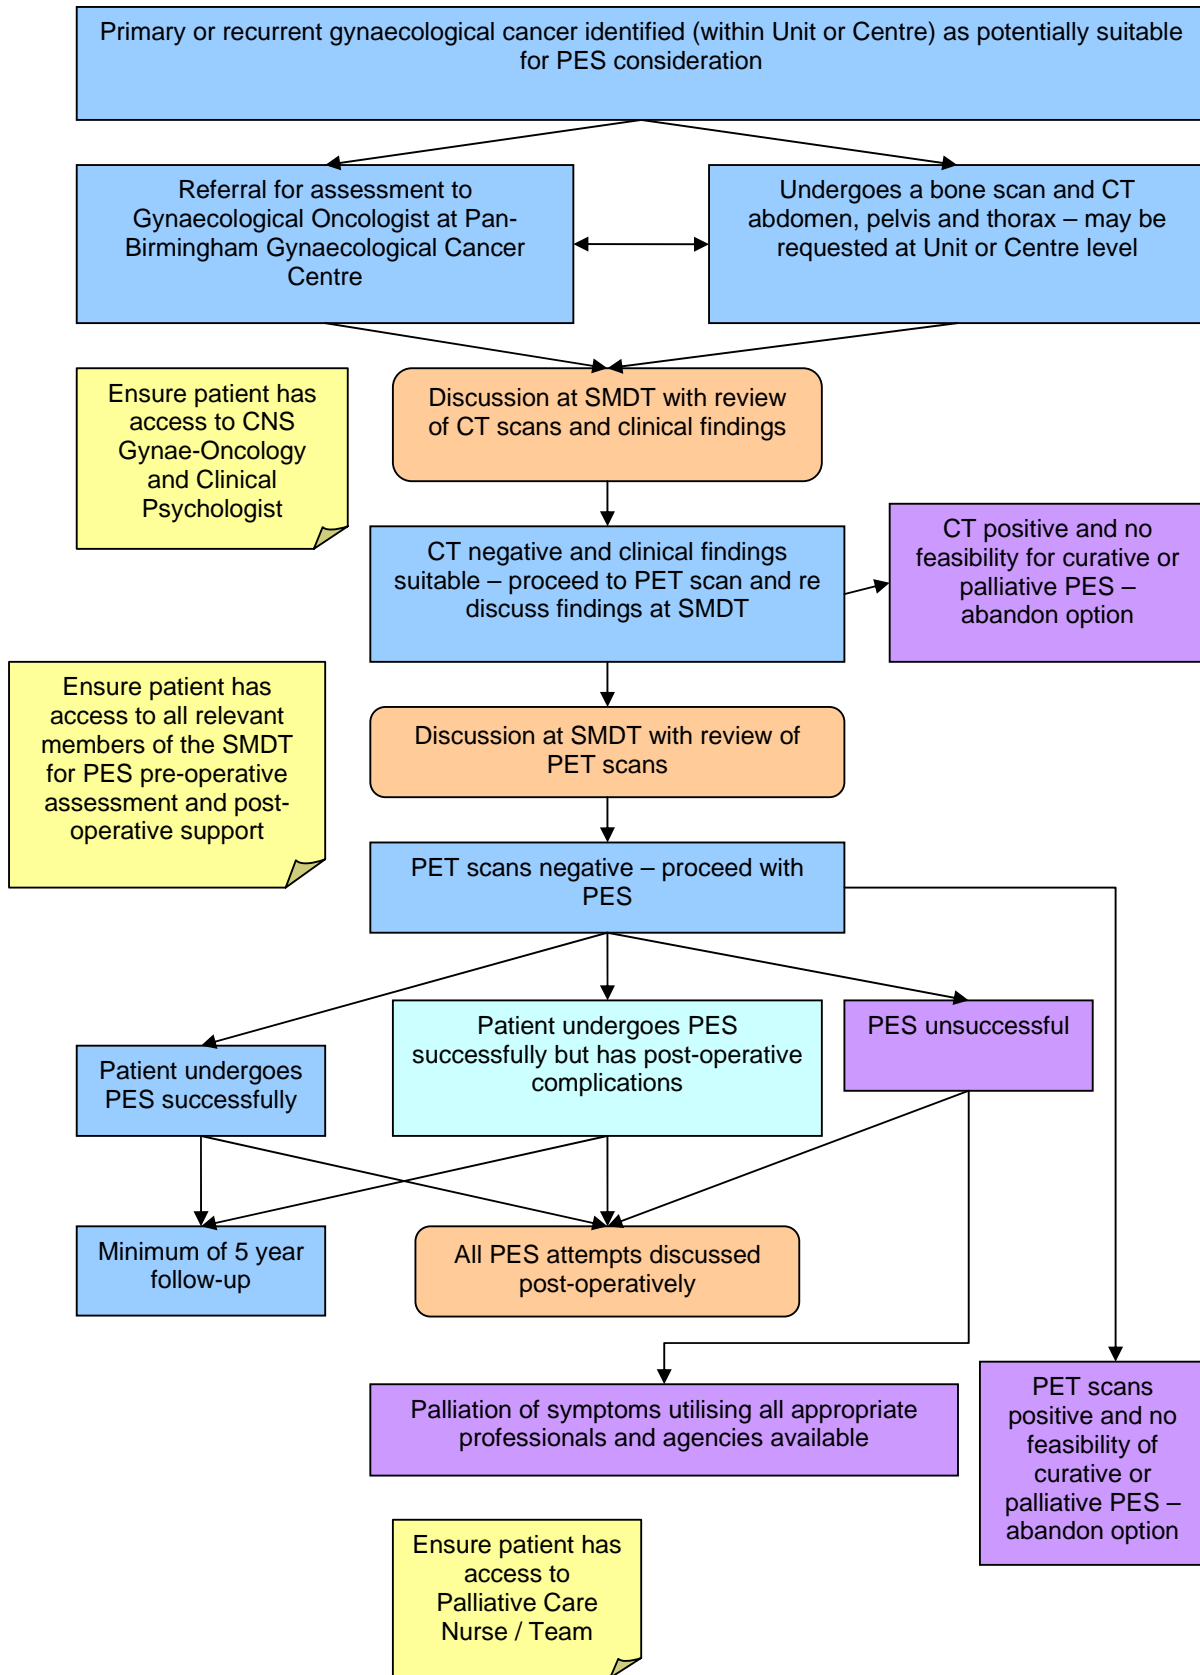 Primary or recurrent gynaecological cancer identified (within Unit or Centre) as potentially suitable
for PES consideration
Referral for assessment to
Gynaecological Oncologist at Pan-
Birmingham Gynaecological Cancer
Centre
Undergoes a bone scan and CT
abdomen, pelvis and thorax – may be
requested at Unit or Centre level
Ensure patient has
access to CNS
Gynae-Oncology
and Clinical
Psychologist
Discussion at SMDT with review
of CT scans and clinical findings
CT negative and clinical findings
suitable – proceed to PET scan and re
discuss findings at SMDT
CT positive and no
feasibility for curative or
palliative PES –
abandon option
Ensure patient has
access to all relevant
members of the SMDT
for PES pre-operative
assessment and post-
operative support
Discussion at SMDT with review of
PET scans
PET scans negative – proceed with
PES
Patient undergoes
PES successfully
Patient undergoes PES
successfully but has post-operative
complications
PES unsuccessful
Minimum of 5 year
follow-up
All PES attempts discussed
post-operatively
Palliation of symptoms utilising all appropriate
professionals and agencies available
PET scans
positive and no
feasibility of
curative or
palliative PES –
abandon option
Ensure patient has
access to
Palliative Care
Nurse / Team